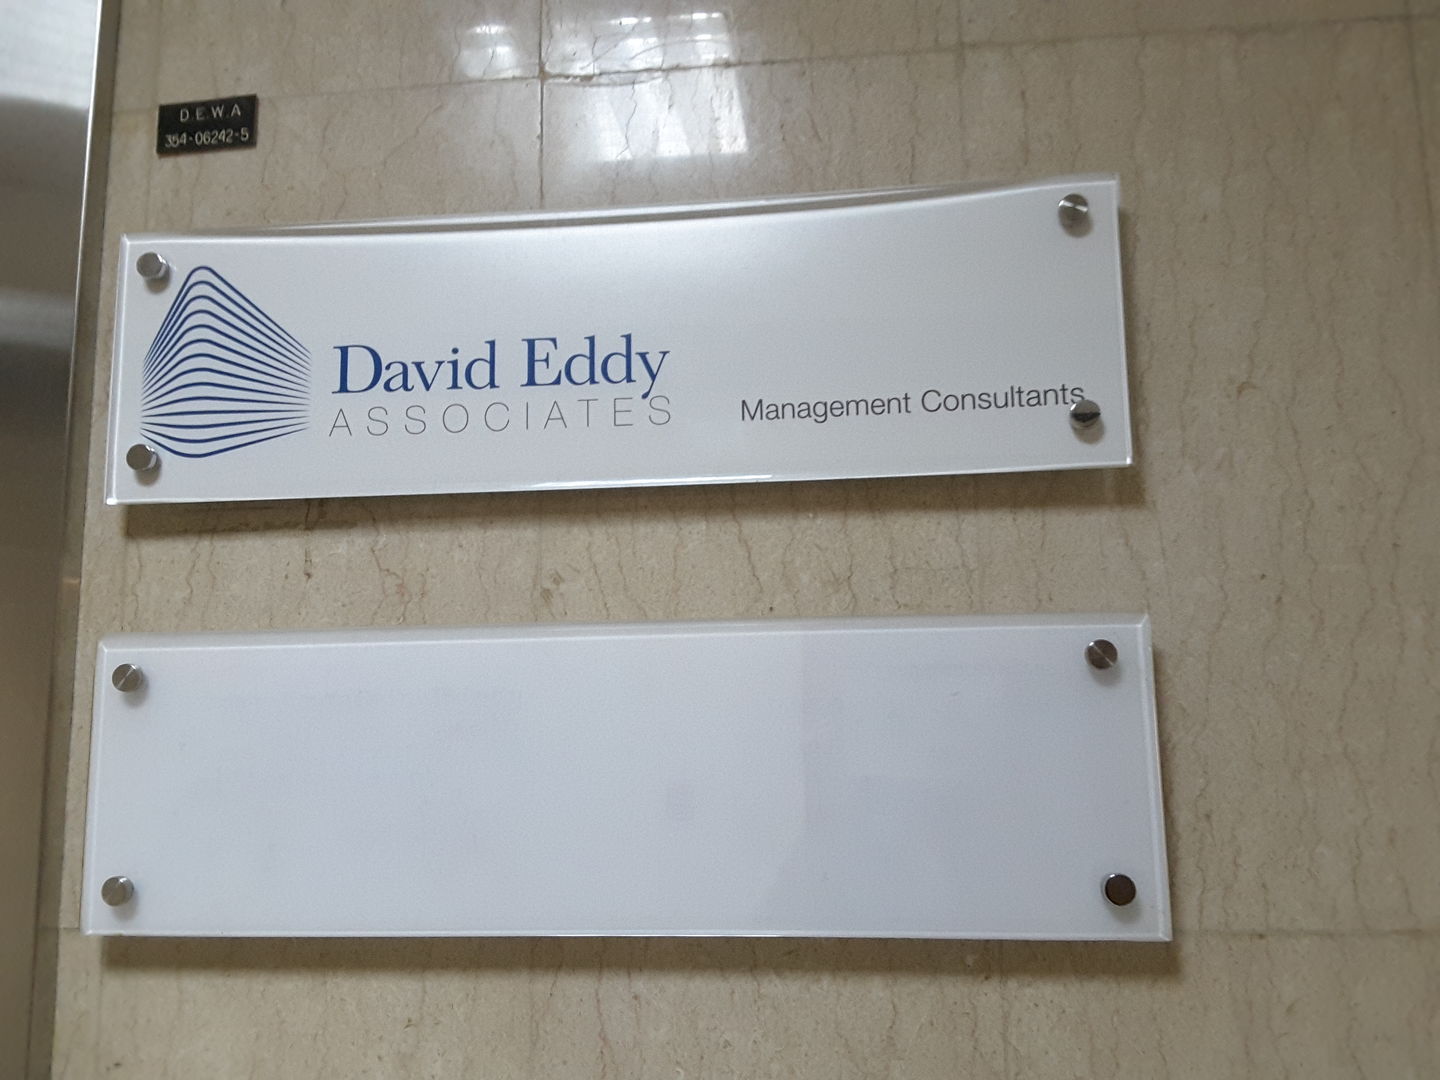 D.E.W.A
354-06242-5
David Eddy
ASSOCIATES
Management Consultants